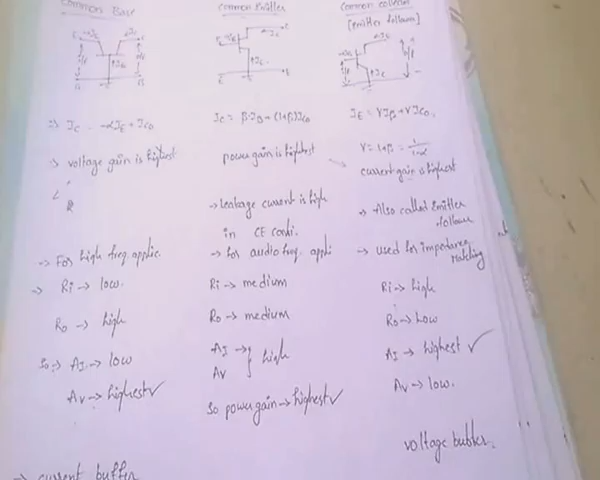 Common Base
Common Emitter
Common collector
[emitter follower]
=> Ic = -αIE + Ico
Ic = β·IB + (1+β)Ico
IE = γIβ + γIco.
-> voltage gain is highest
power gain is highest
γ = 1+β = 1/1-α
current gain is highest
-> leakage current is high
in CE confi.
-> Also called Emitter
follower
-> For high freq. applic.
-> for audio freq. appli
-> used for impedance
Matching
-> Ri -> low.
Ri -> medium
Ri -> high
Ro -> high
Ro -> medium
Ro -> Low
So -> AI -> low
AI ->
Av
} high
AI -> highest ✓
Av -> highest ✓
So power gain -> highest ✓
Av -> low.
voltage bubber.
-> current buffer